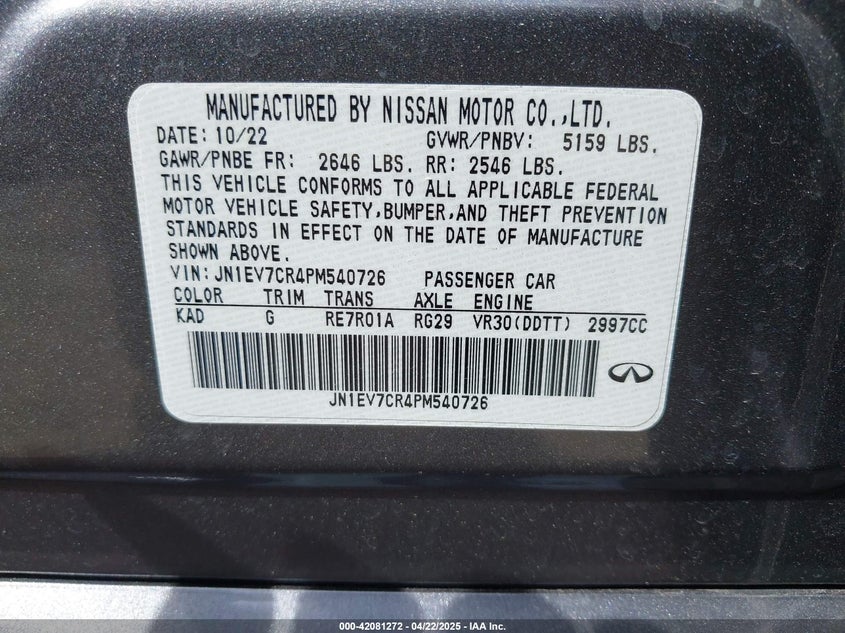 MANUFACTURED BY NISSAN MOTOR CO.,LTD.
DATE: 10/22 GVWR/PNBV: 5159 LBS.
GAWR/PNBE FR: 2646 LBS. RR: 2546 LBS.
THIS VEHICLE CONFORMS TO ALL APPLICABLE FEDERAL
MOTOR VEHICLE SAFETY,BUMPER,AND THEFT PREVENTION
STANDARDS IN EFFECT ON THE DATE OF MANUFACTURE
SHOWN ABOVE.
VIN:JN1EV7CR4PM540726 PASSENGER CAR
COLOR TRIM TRANS AXLE ENGINE
KAD G RE7R01A RG29 VR30(DDTT) 2997CC
JN1EV7CR4PM540726
000-42081272 - 04/22/2025 - IAA Inc.